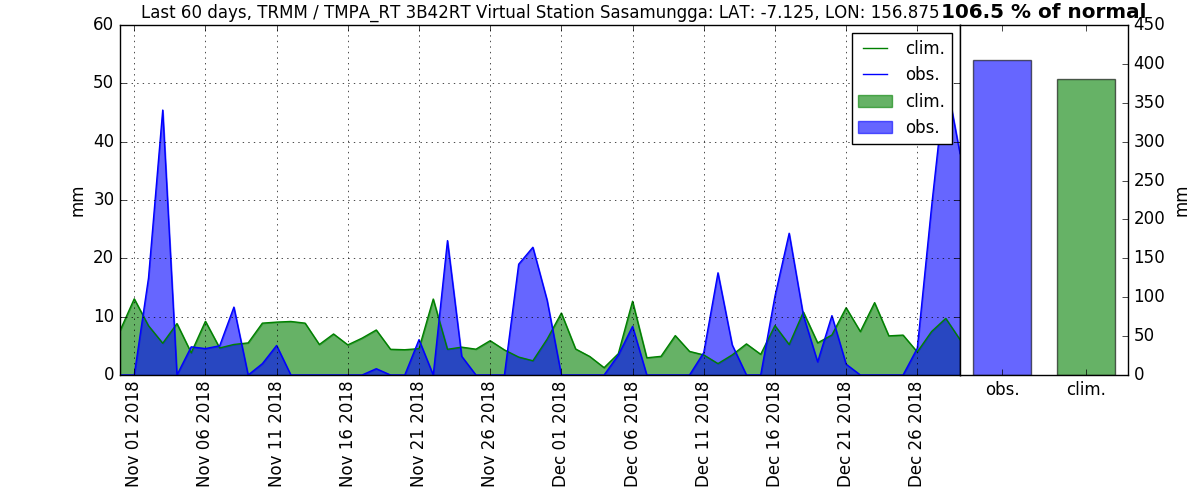 Last 60 days, TRMM / TMPA_RT 3B42RT Virtual Station Sasamungga: LAT: -7.125, LON: 156.875
106.5 % of normal
60
50
40
30
20
10
0
mm
clim.
obs.
clim.
obs.
Nov 01 2018
Nov 06 2018
Nov 11 2018
Nov 16 2018
Nov 21 2018
Nov 26 2018
Dec 01 2018
Dec 06 2018
Dec 11 2018
Dec 16 2018
Dec 21 2018
Dec 26 2018
450
400
350
300
250
200
150
100
50
0
mm
obs.
clim.